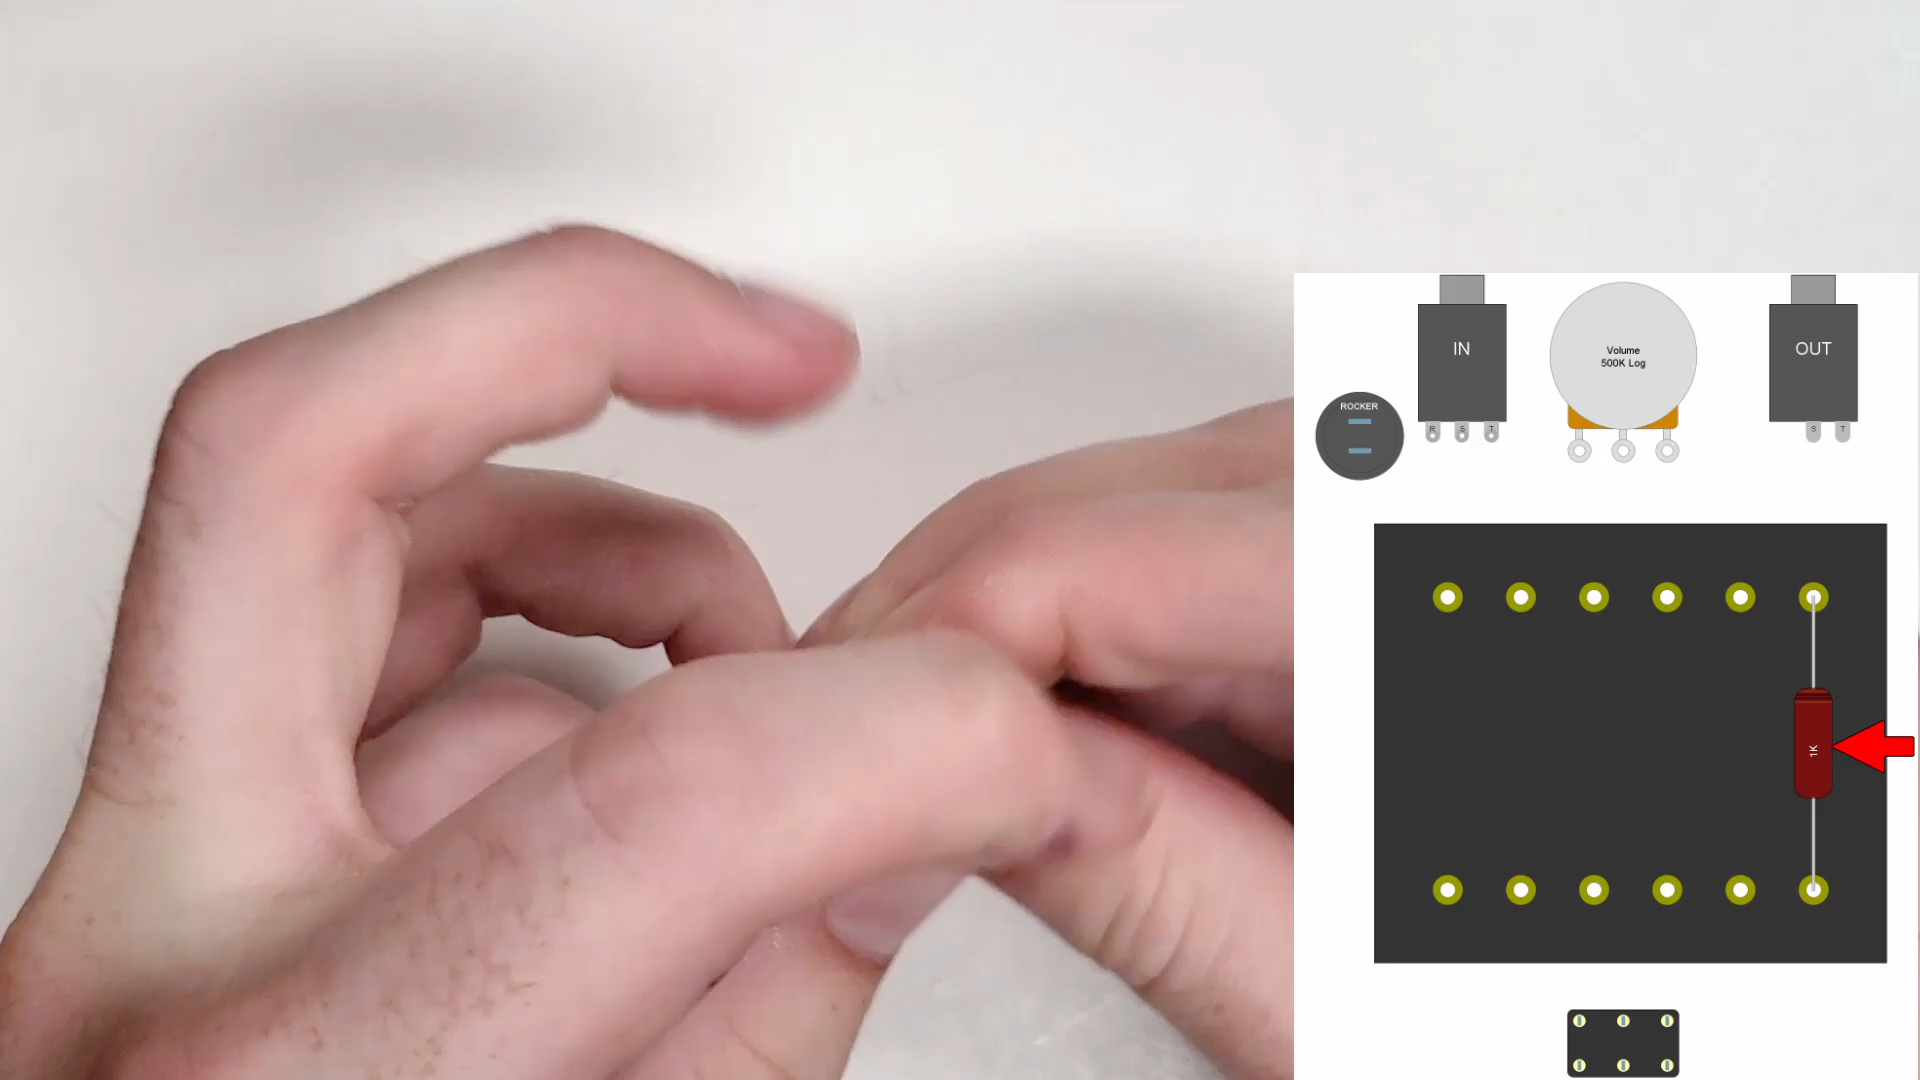 IN
Volume
500K Log
OUT
ROCKER
R S T
S T
1K